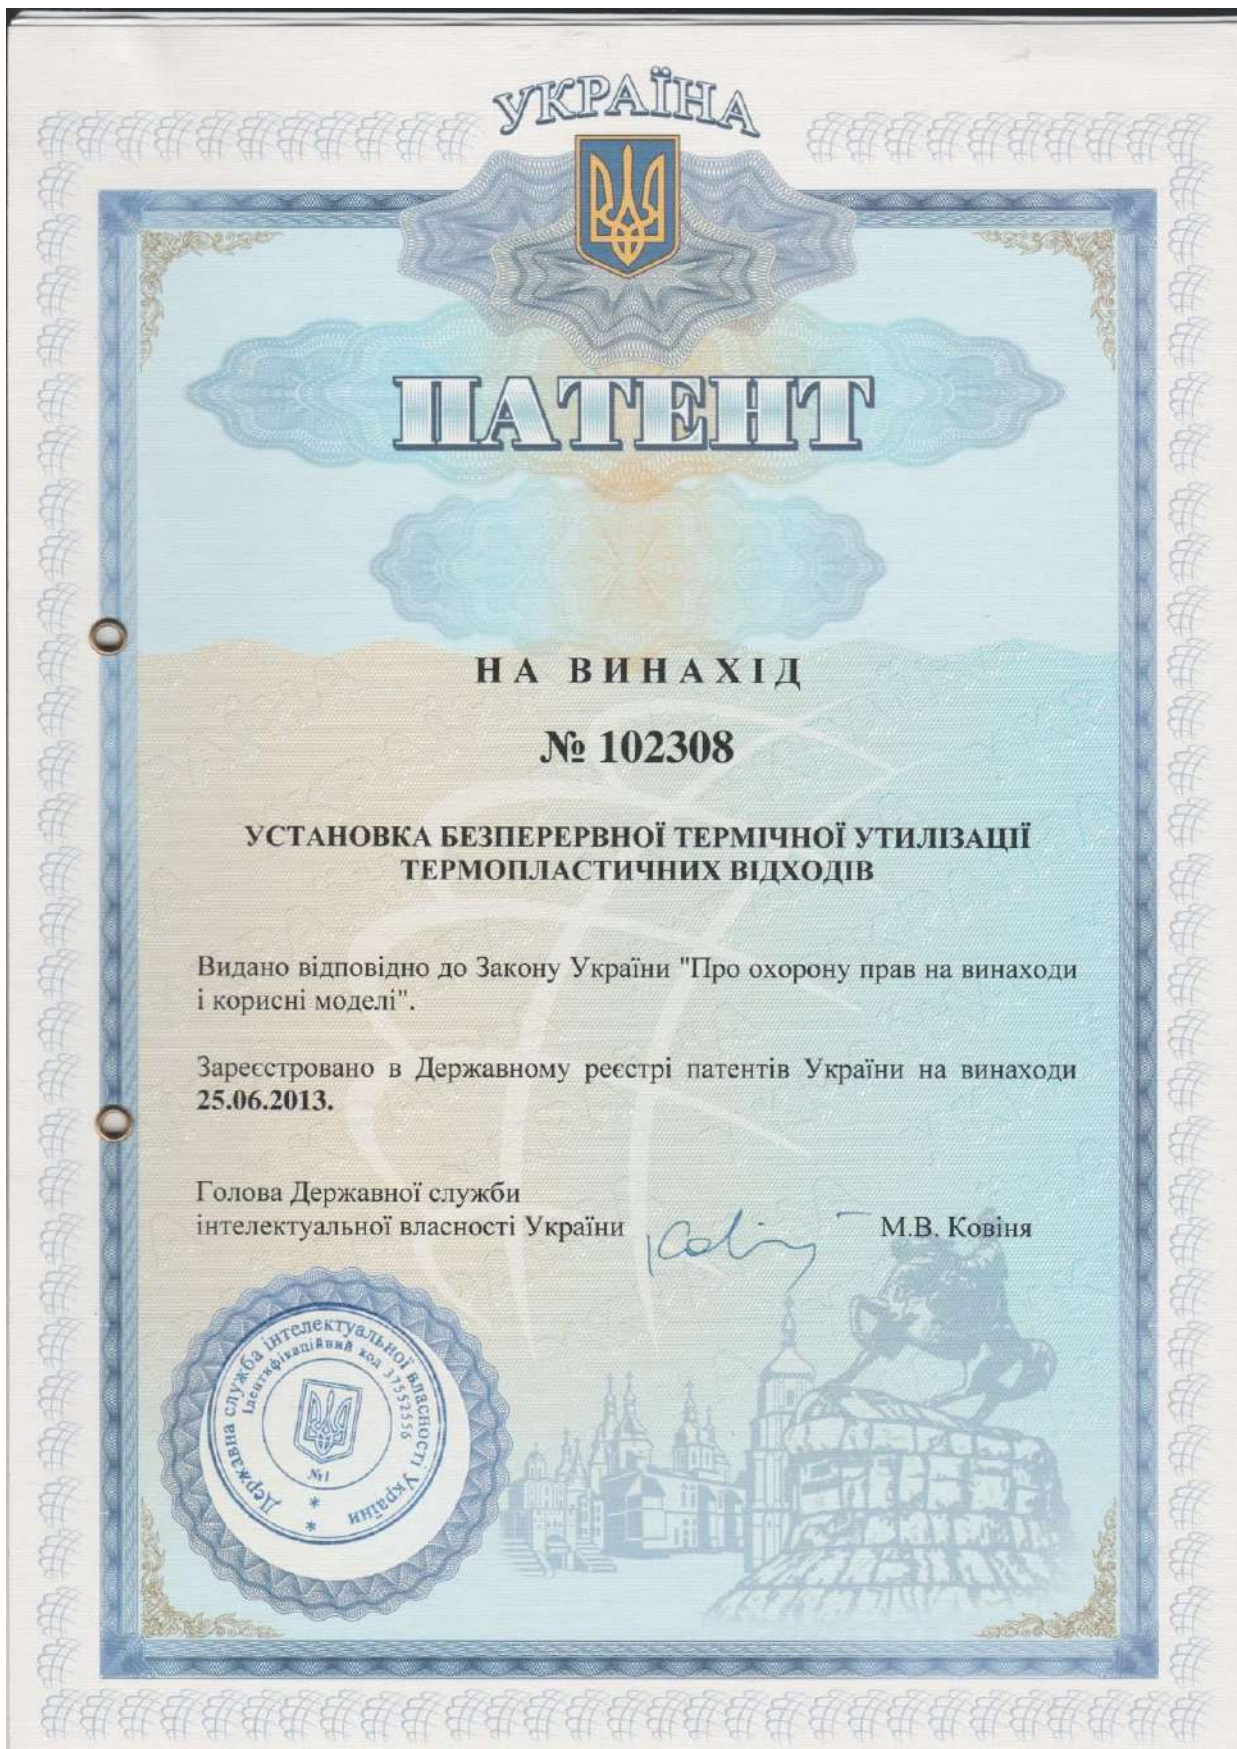 УКРАЇНА
ПАТЕНТ
НА ВИНАХІД
№ 102308
УСТАНОВКА БЕЗПЕРЕРВНОЇ ТЕРМІЧНОЇ УТИЛІЗАЦІЇ
ТЕРМОПЛАСТИЧНИХ ВІДХОДІВ
Видано відповідно до Закону України "Про охорону прав на винаходи
і корисні моделі".
Зареєстровано в Державному реєстрі патентів України на винаходи
25.06.2013.
Голова Державної служби
інтелектуальної власності України
М.В. Ковіня
Державна служба інтелектуальної власності України
Ідентифікаційний код 37552556
№1